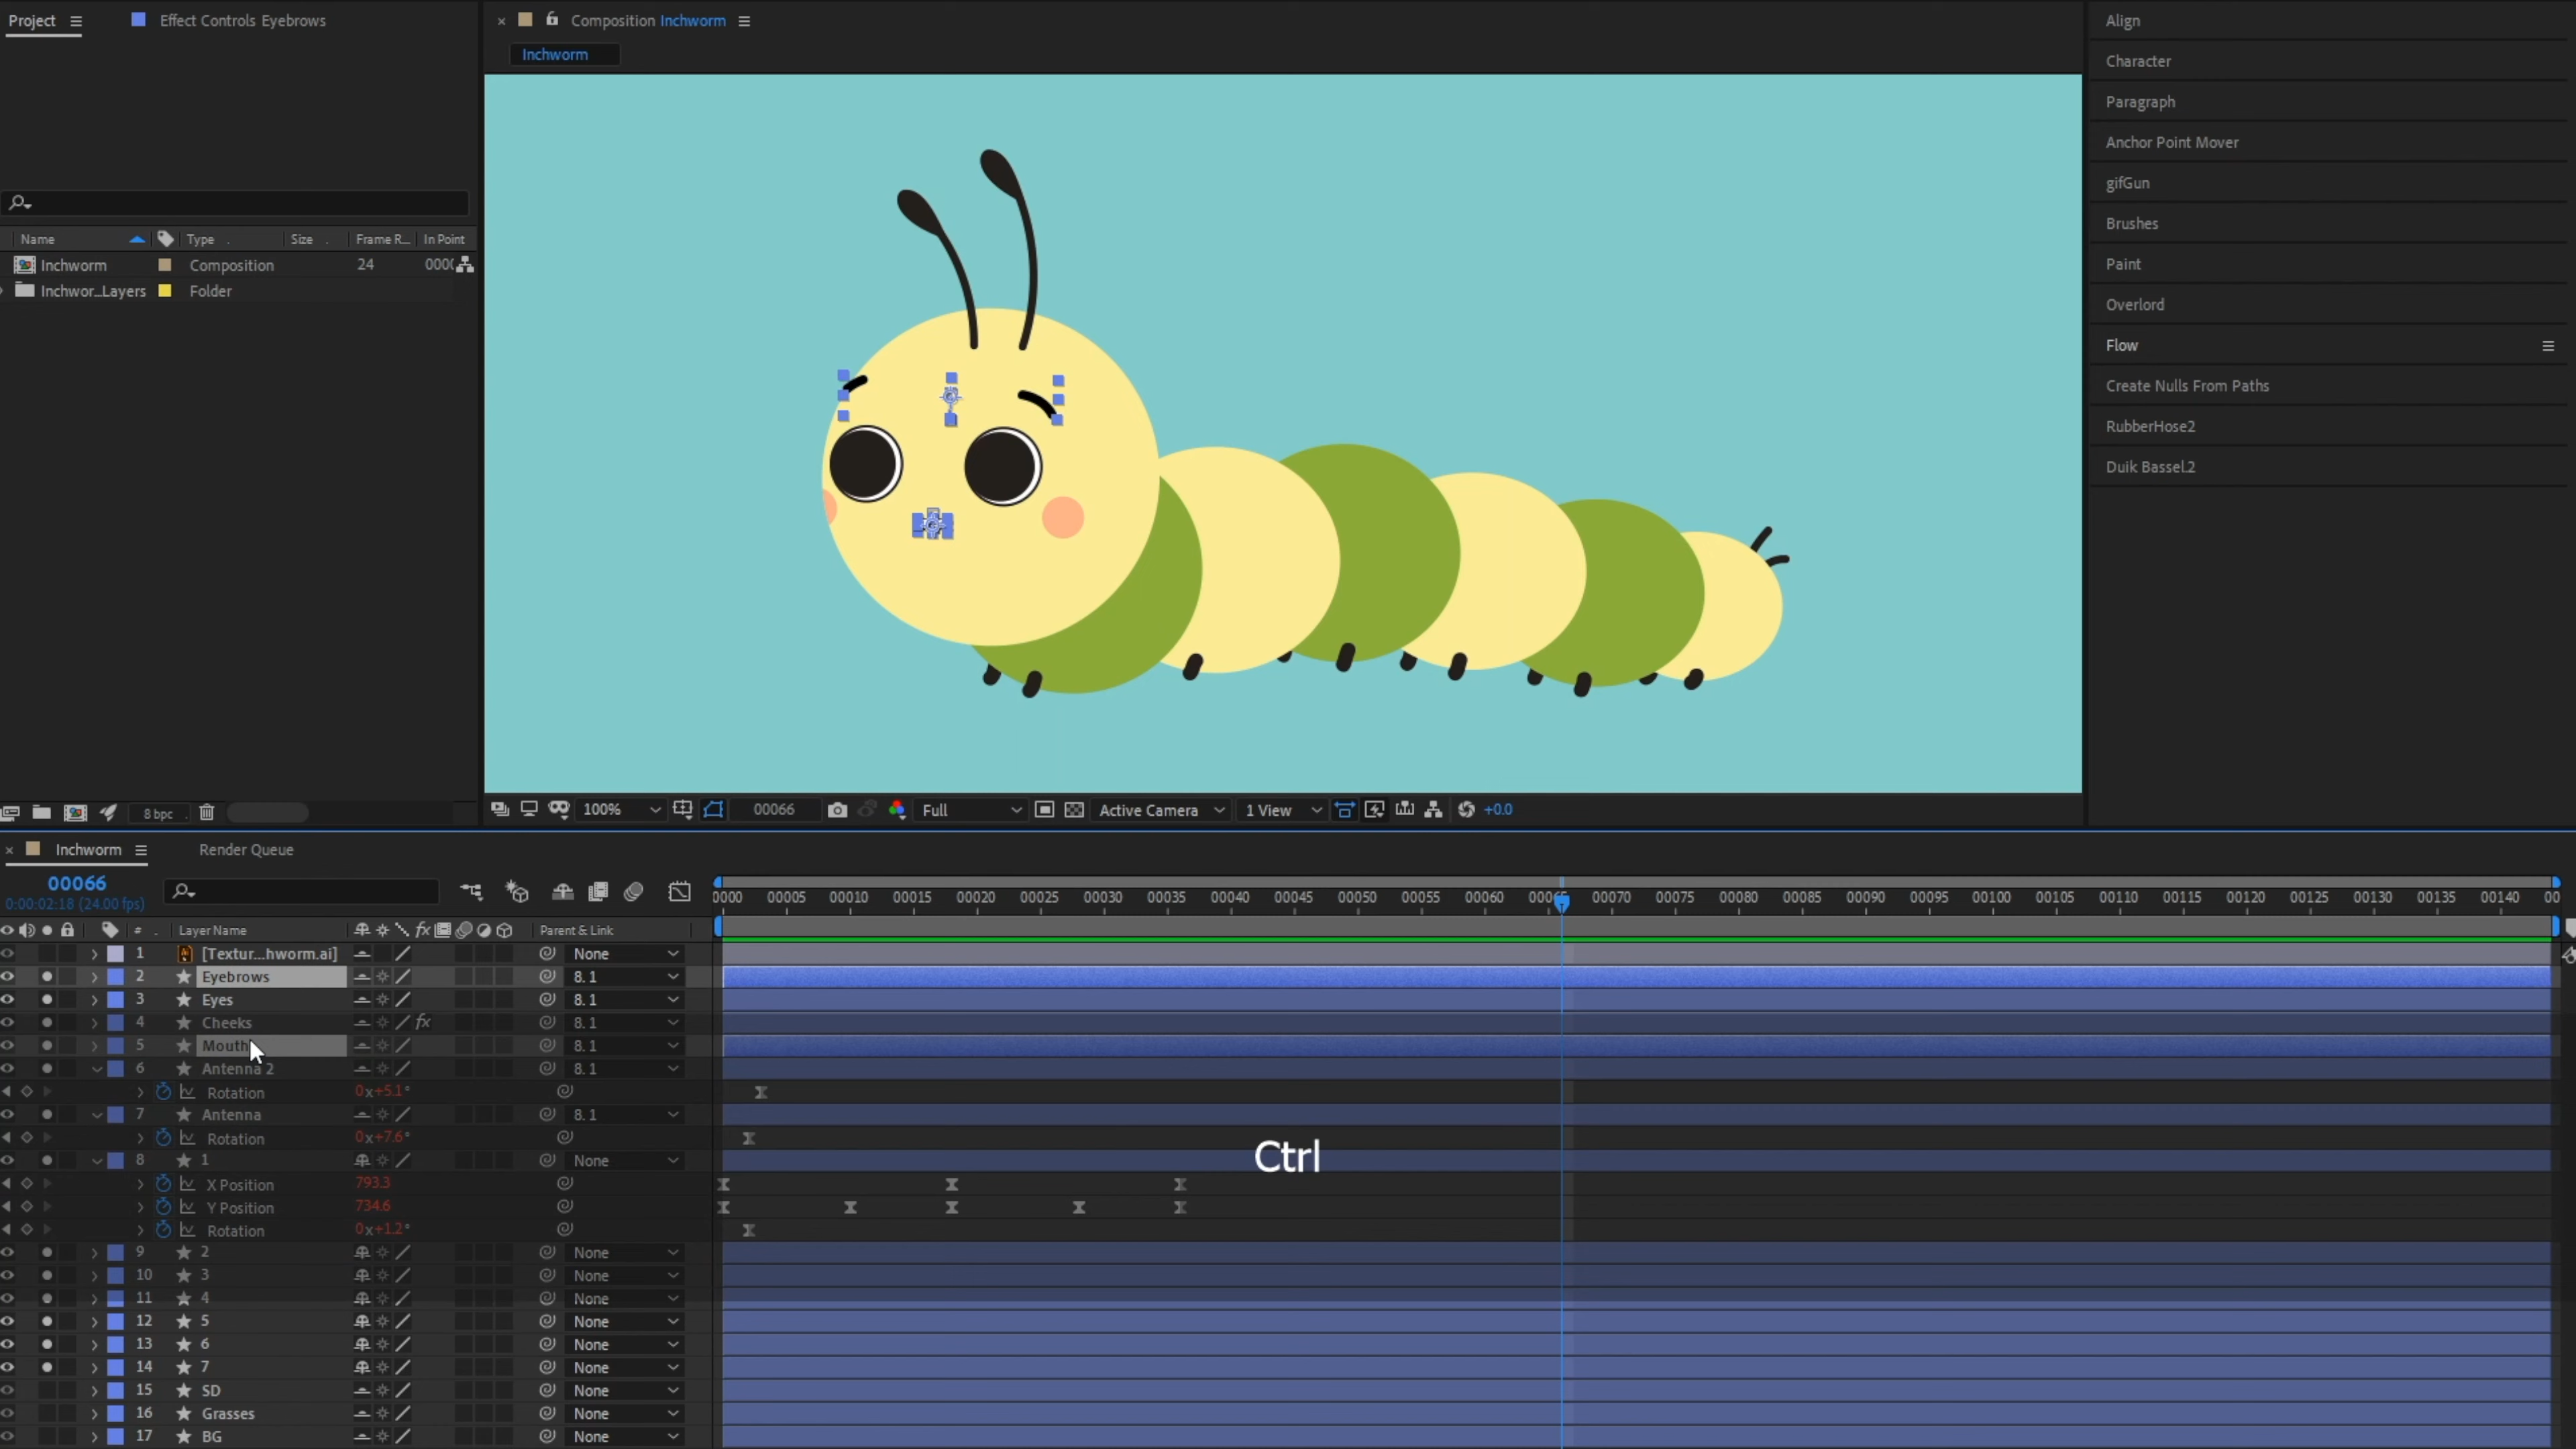 Project
Effect Controls Eyebrows
Composition Inchworm
Inchworm
Name Type Size Frame R... In Point
Inchworm Composition 24
Inchwor_Layers Folder
8 bpc
100%
00066
Full
Active Camera
1 View
+0.0
Align
Character
Paragraph
Anchor Point Mover
gifGun
Brushes
Paint
Overlord
Flow
Create Nulls From Paths
RubberHose2
Duik Bassel.2
Inchworm
Render Queue
00066
0:00:02:18 (24.00 fps)
0000 00005 00010 00015 00020 00025 00030 00035 00040 00045 00050 00055 00060 00070 00075 00080 00085 00090 00095 00100 00105 00110 00115 00120 00125 00130 00135 00140 00
# Layer Name fx Parent & Link
1 [Textur...hworm.ai] None
2 Eyebrows 8. 1
3 Eyes 8. 1
4 Cheeks fx 8. 1
5 Mouth 8. 1
6 Antenna 2 8. 1
Rotation 0x+5.1°
7 Antenna 8. 1
Rotation 0x+7.6°
8 1 None
X Position 793.3
Y Position 734.6
Rotation 0x+1.2°
9 2 None
10 3 None
11 4 None
12 5 None
13 6 None
14 7 None
15 SD None
16 Grasses None
17 BG None
Ctrl